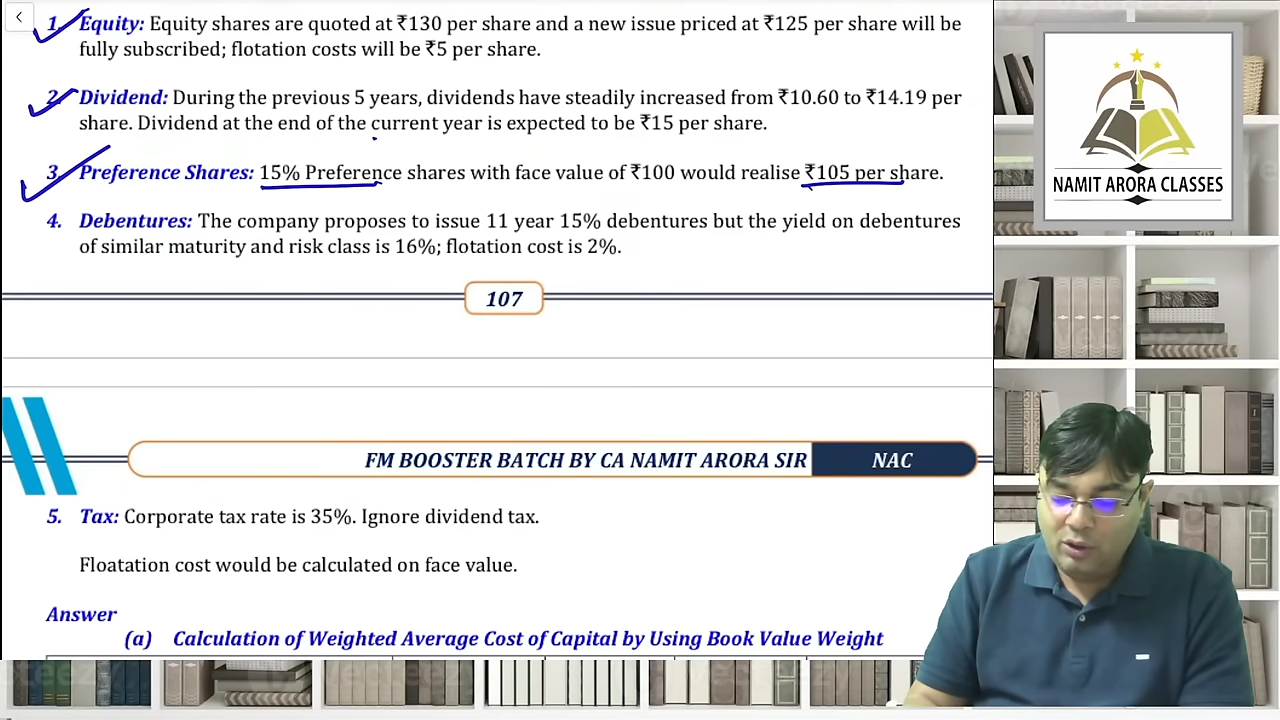 1. Equity: Equity shares are quoted at ₹130 per share and a new issue priced at ₹125 per share will be
fully subscribed; flotation costs will be ₹5 per share.
2. Dividend: During the previous 5 years, dividends have steadily increased from ₹10.60 to ₹14.19 per
share. Dividend at the end of the current year is expected to be ₹15 per share.
3. Preference Shares: 15% Preference shares with face value of ₹100 would realise ₹105 per share.
4. Debentures: The company proposes to issue 11 year 15% debentures but the yield on debentures
of similar maturity and risk class is 16%; flotation cost is 2%.
107
FM BOOSTER BATCH BY CA NAMIT ARORA SIR NAC
5. Tax: Corporate tax rate is 35%. Ignore dividend tax.
Floatation cost would be calculated on face value.
Answer
(a) Calculation of Weighted Average Cost of Capital by Using Book Value Weight
NAMIT ARORA CLASSES